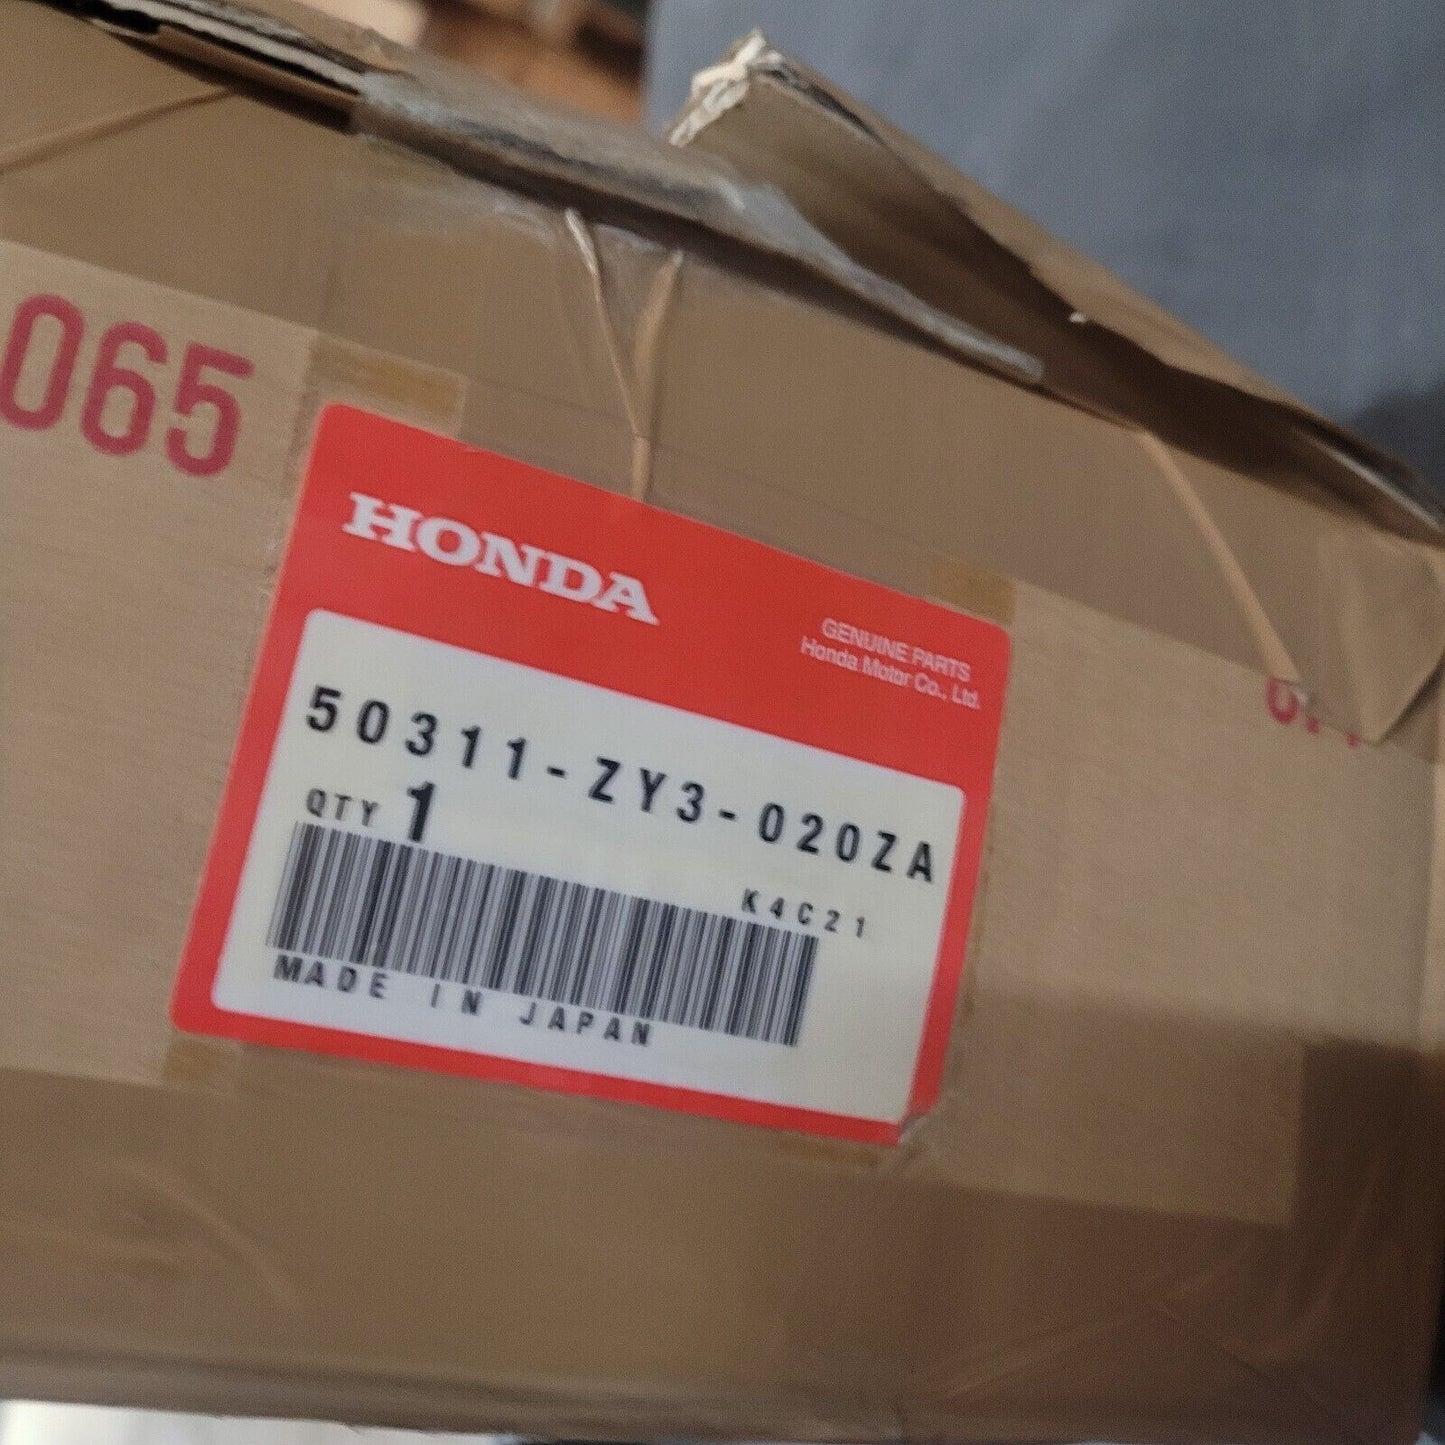 065
HONDA
GENUINE PARTS
Honda Motor Co., Ltd.
50311-ZY3-020ZA
QTY 1
K4C21
MADE IN JAPAN